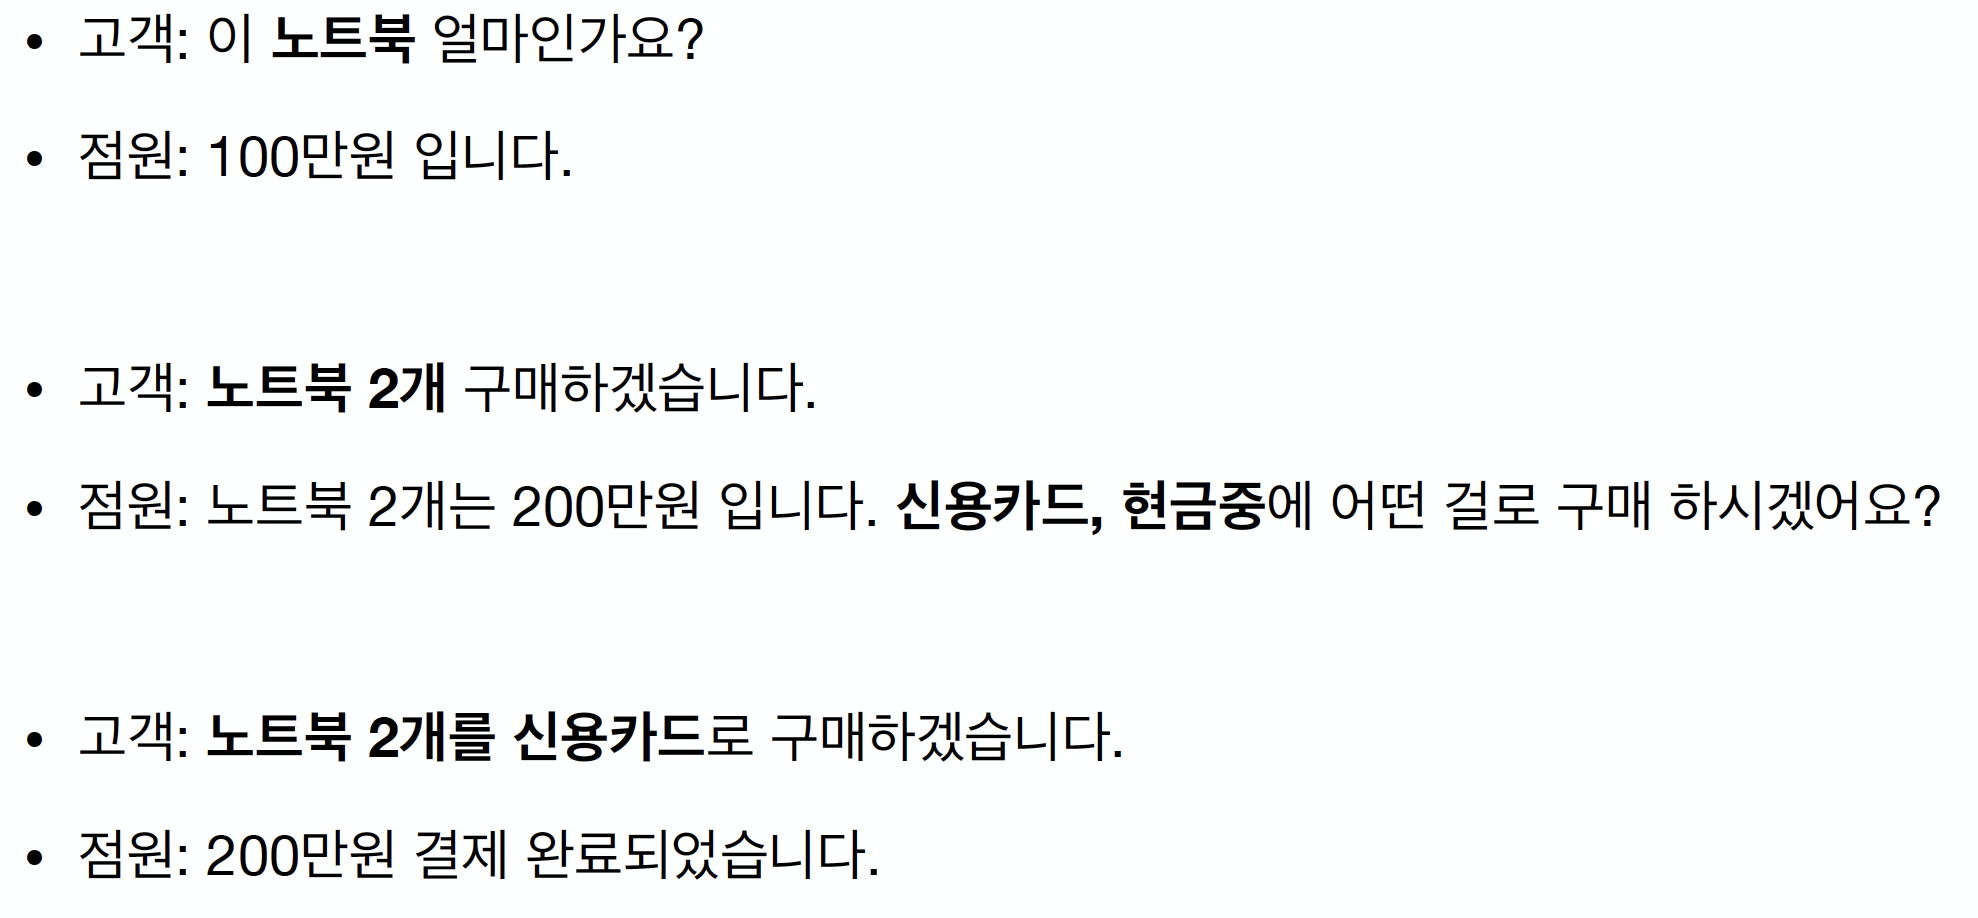 • 고객: 이 노트북 얼마인가요?
• 점원: 100만원 입니다.
• 고객: 노트북 2개 구매하겠습니다.
• 점원: 노트북 2개는 200만원 입니다. 신용카드, 현금중에 어떤 걸로 구매 하시겠어요?
• 고객: 노트북 2개를 신용카드로 구매하겠습니다.
• 점원: 200만원 결제 완료되었습니다.